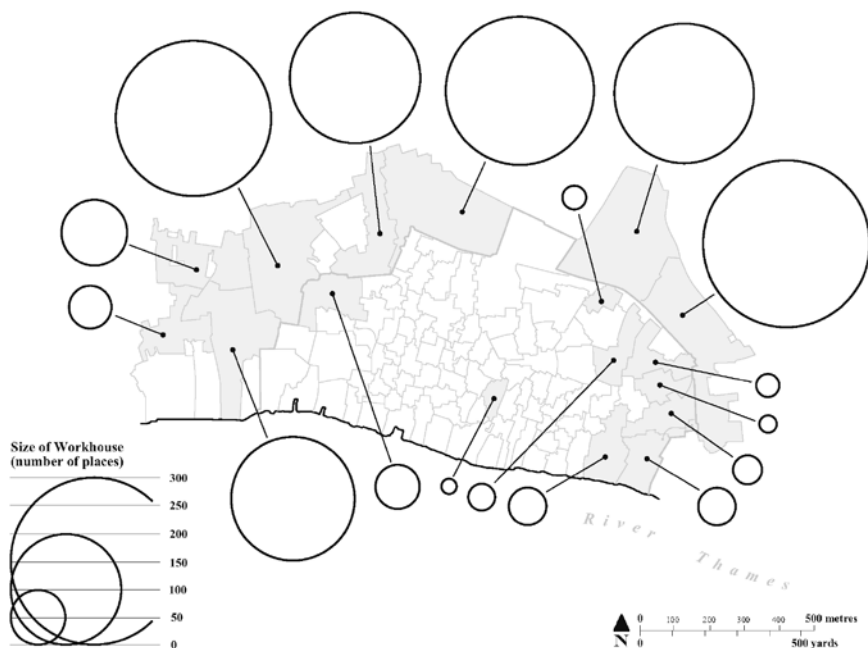 Size of Workhouse
(number of places)
300
250
200
150
100
50
0
River
Thames
N
0 100 200 300 400 500 metres
0 500 yards